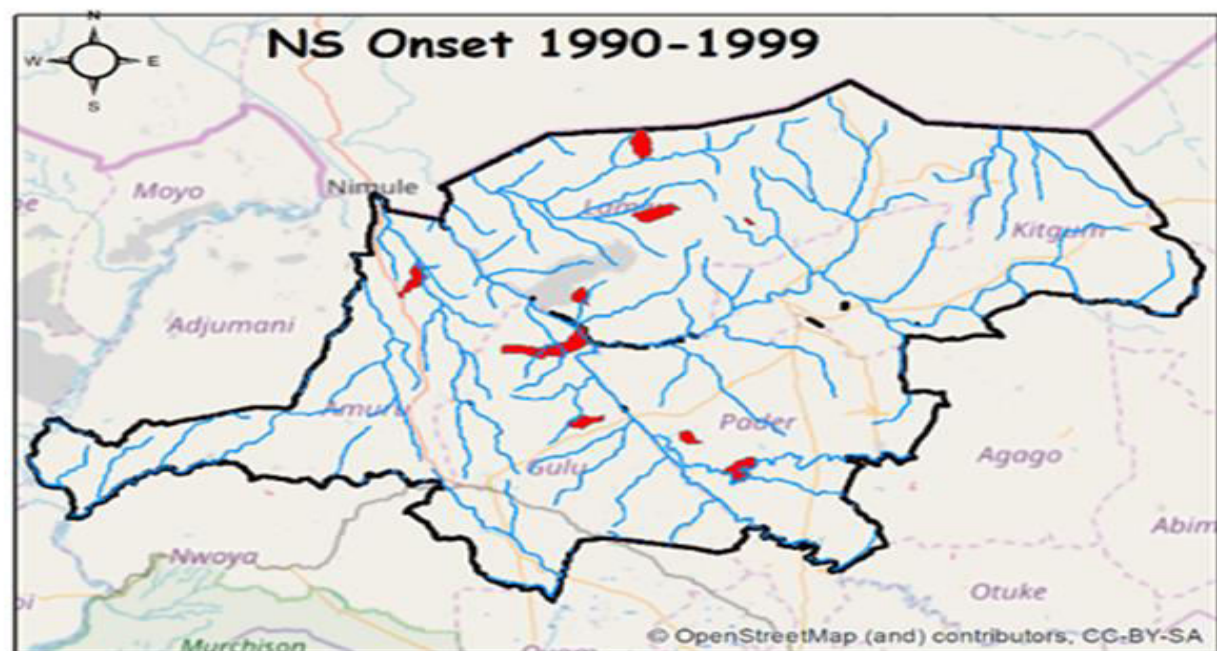 N
NS Onset 1990-1999
W E
S
Moyo
Nimule
Kitgum
Adjumani
Amuru
Pader
Gulu
Agago
Abim
Nwoya
Otuke
© OpenStreetMap (and) contributors, CC-BY-SA
Murchison